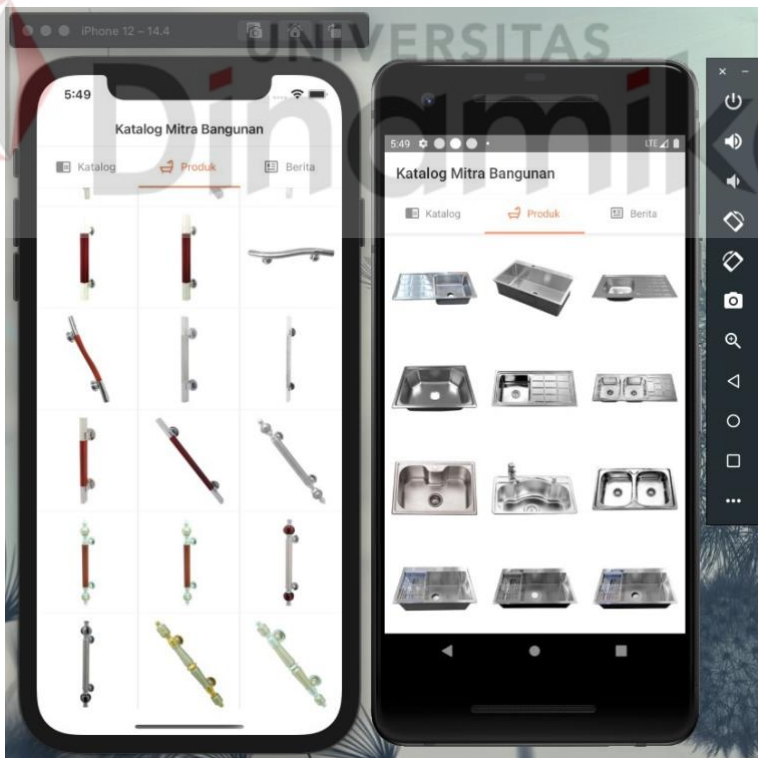 iPhone 12 – 14.4
UNIVERSITAS
Dinamika
5:49
Katalog Mitra Bangunan
Katalog
Produk
Berita
5:49
LTE
Katalog Mitra Bangunan
Katalog
Produk
Berita